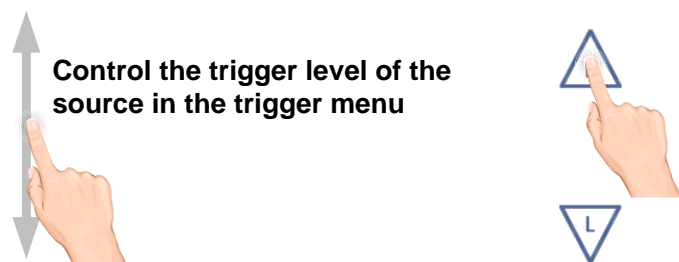 Control the trigger level of the
source in the trigger menu
L